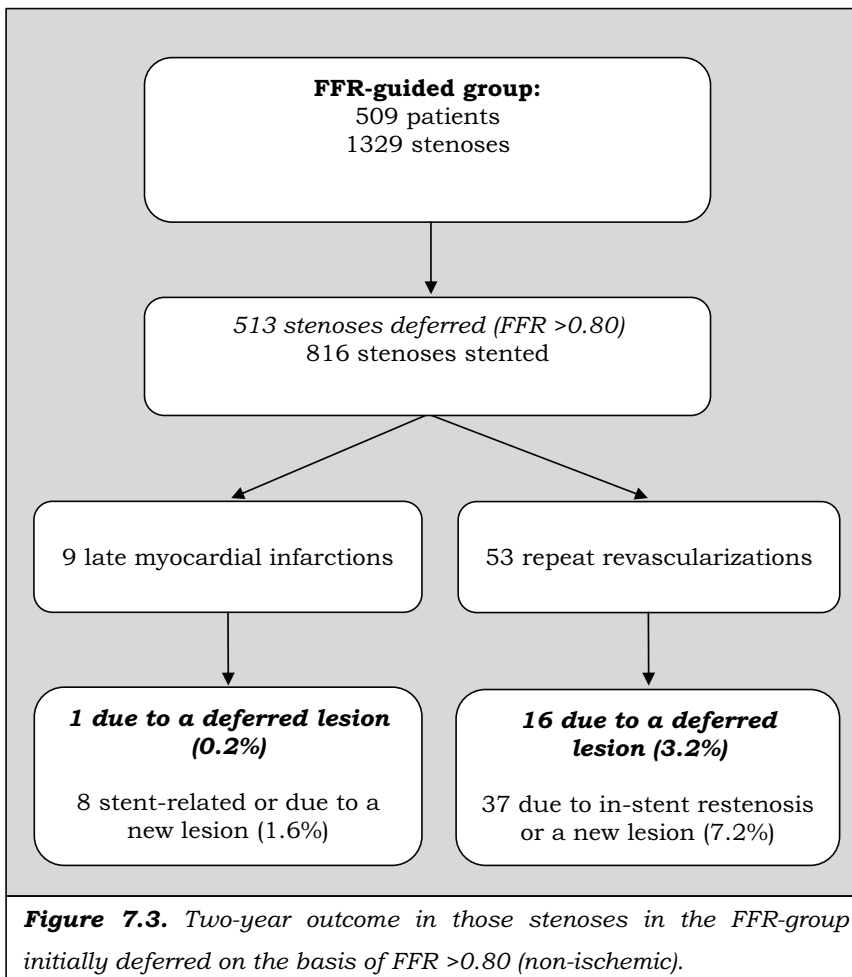 FFR-guided group:
509 patients
1329 stenoses
513 stenoses deferred (FFR >0.80)
816 stenoses stented
9 late myocardial infarctions
53 repeat revascularizations
1 due to a deferred lesion
(0.2%)
8 stent-related or due to a
new lesion (1.6%)
16 due to a deferred
lesion (3.2%)
37 due to in-stent restenosis
or a new lesion (7.2%)
Figure 7.3. Two-year outcome in those stenoses in the FFR-group
initially deferred on the basis of FFR >0.80 (non-ischemic).